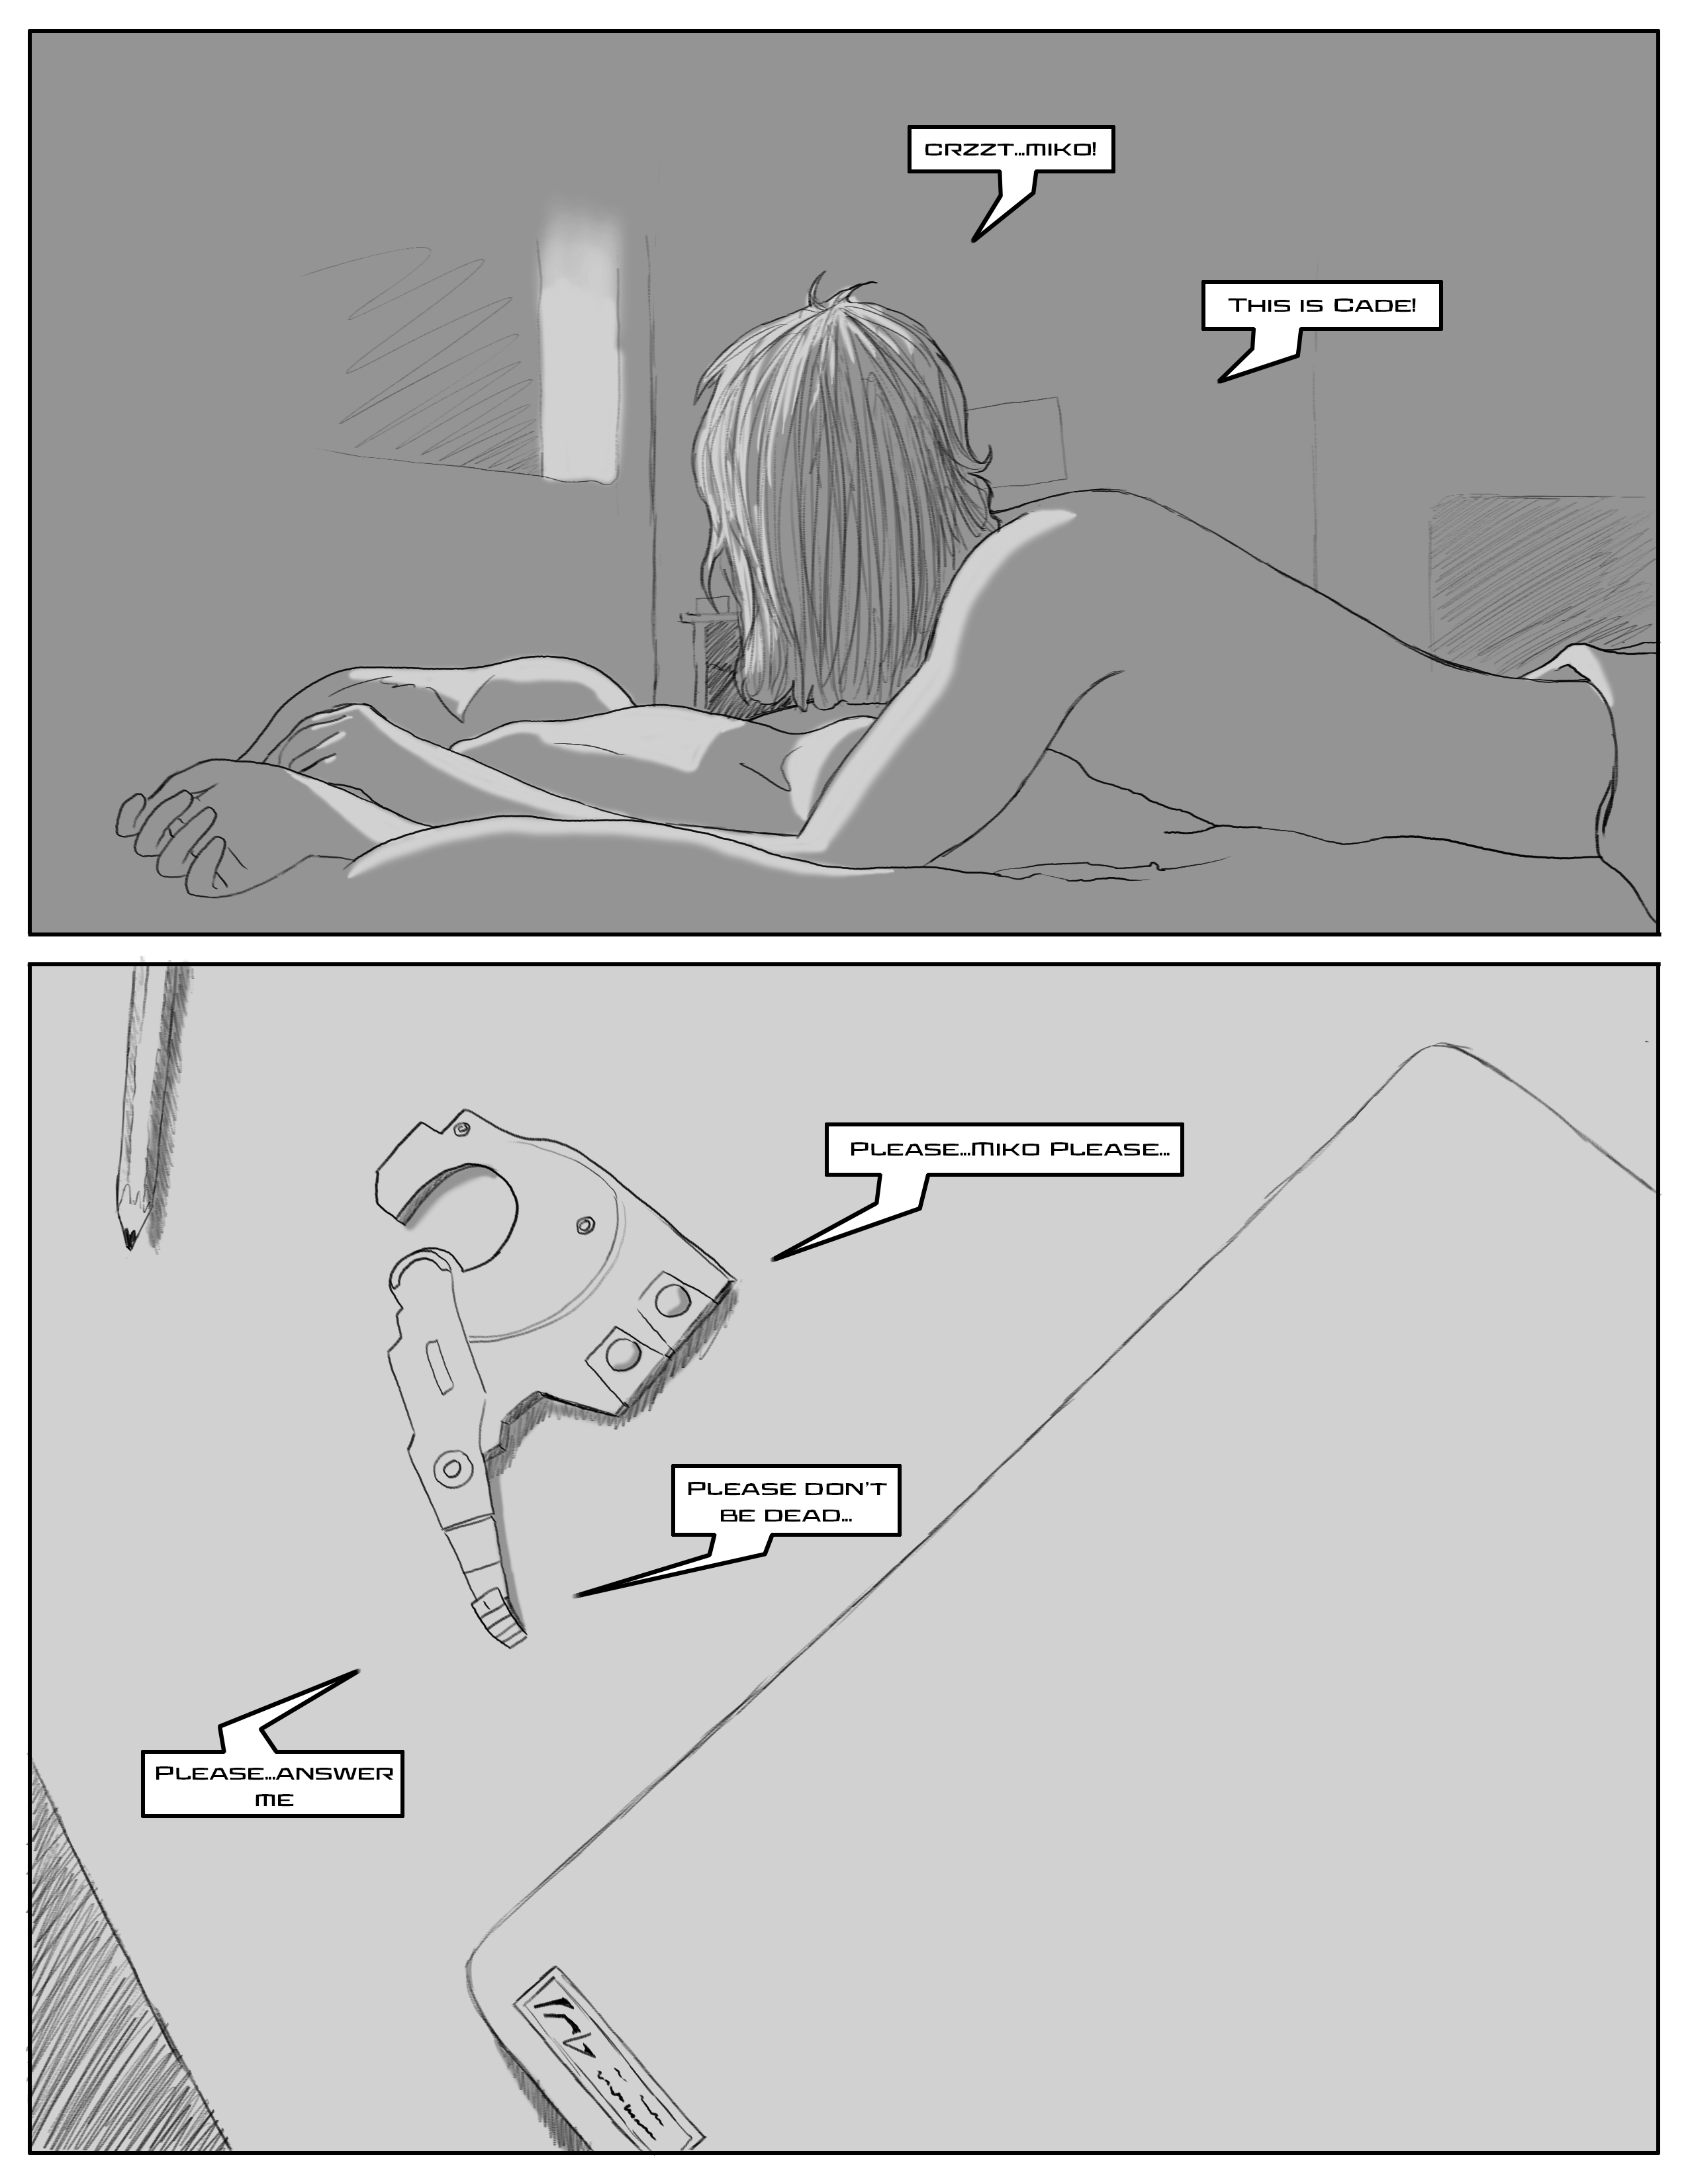 CRZZT...MIKO!
THIS IS CADE!
PLEASE...MIKO PLEASE...
PLEASE DON'T
BE DEAD...
PLEASE...ANSWER
ME